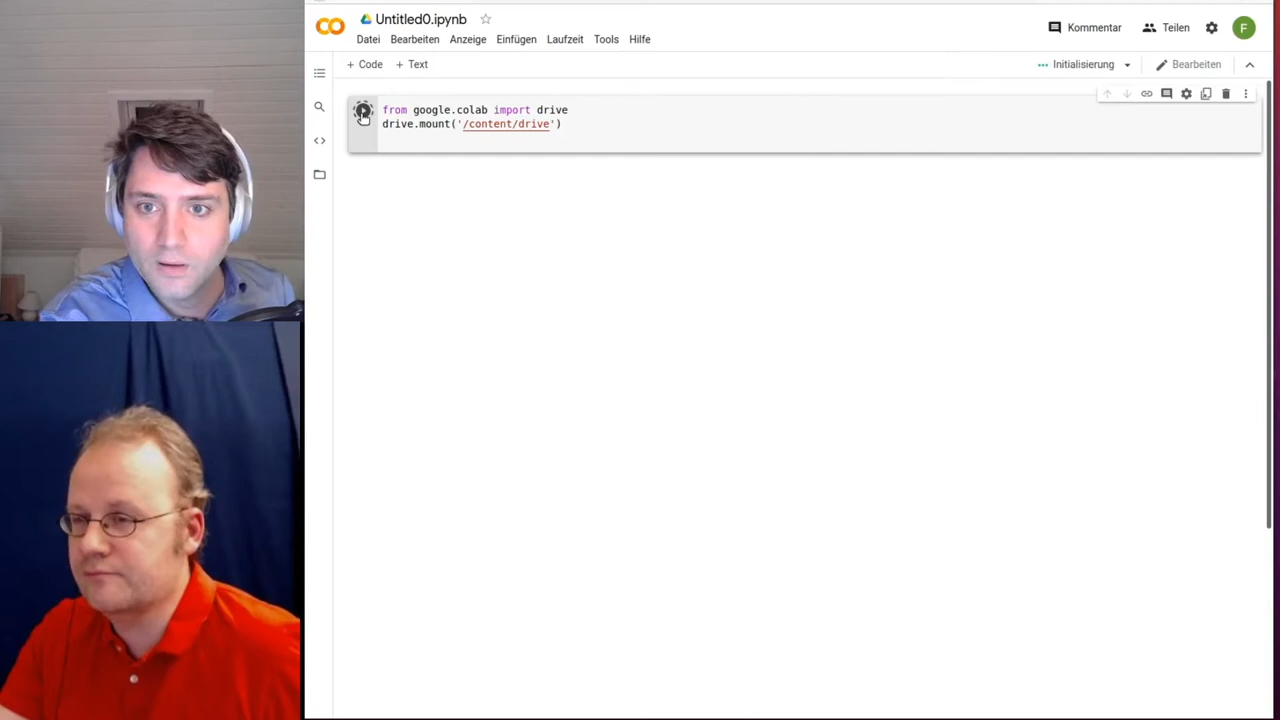 Untitled0.ipynb
Datei Bearbeiten Anzeige Einfügen Laufzeit Tools Hilfe
Kommentar Teilen F
+ Code + Text
Initialisierung Bearbeiten
from google.colab import drive
drive.mount('/content/drive')